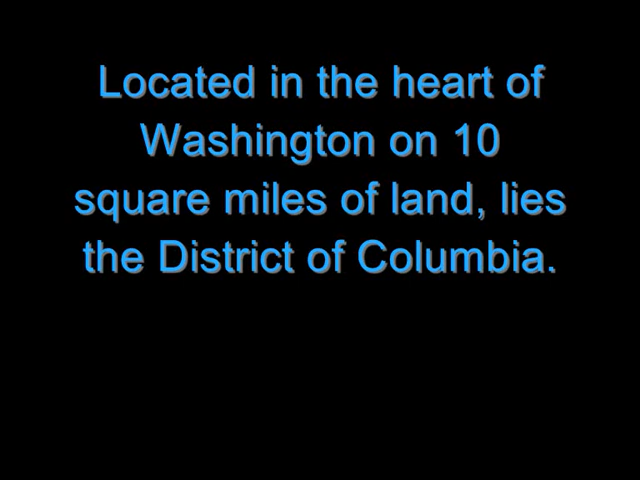 Located in the heart of
Washington on 10
square miles of land, lies
the District of Columbia.